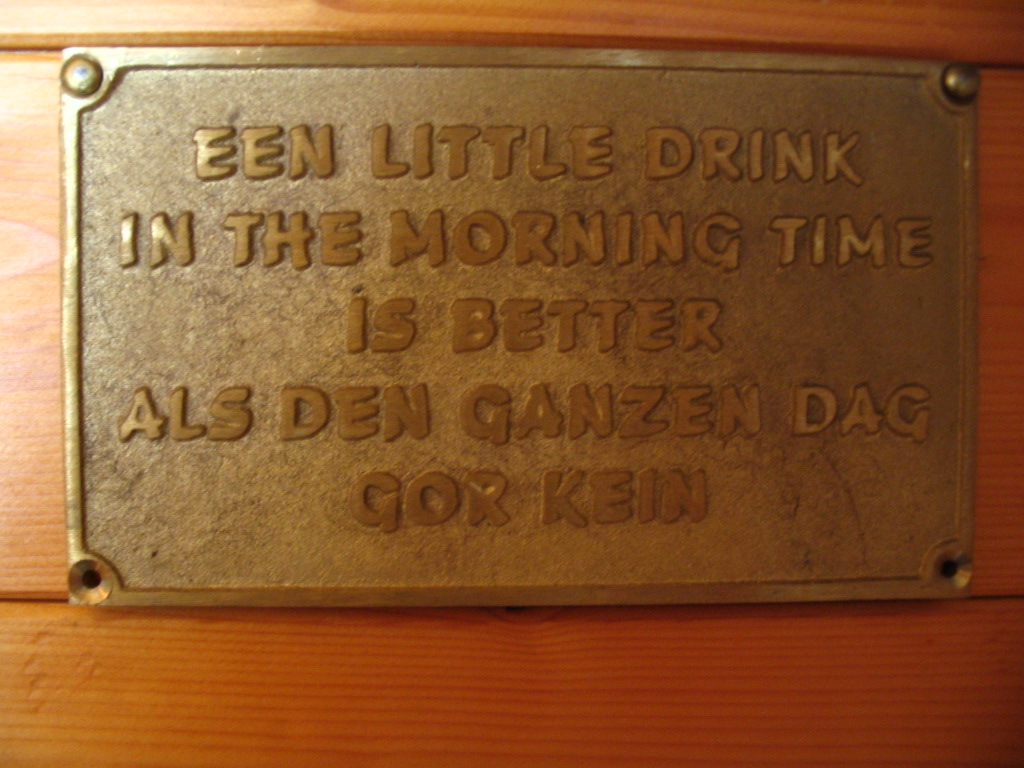 EEN LITTLE DRINK
IN THE MORNING TIME
IS BETTER
ALS DEN GANZEN DAG
GOR KEIN